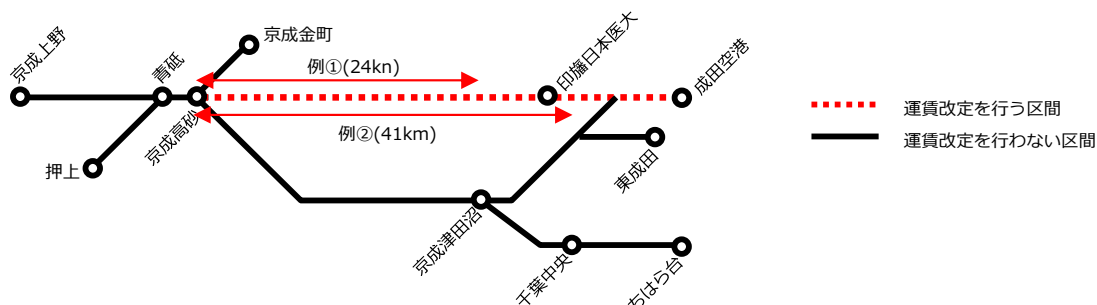 京成上野
青砥
京成金町
例①(24kn)
印旛日本医大
成田空港
運賃改定を行う区間
京成高砂
例②(41km)
運賃改定を行わない区間
押上
東成田
京成津田沼
千葉中央
ちはら台